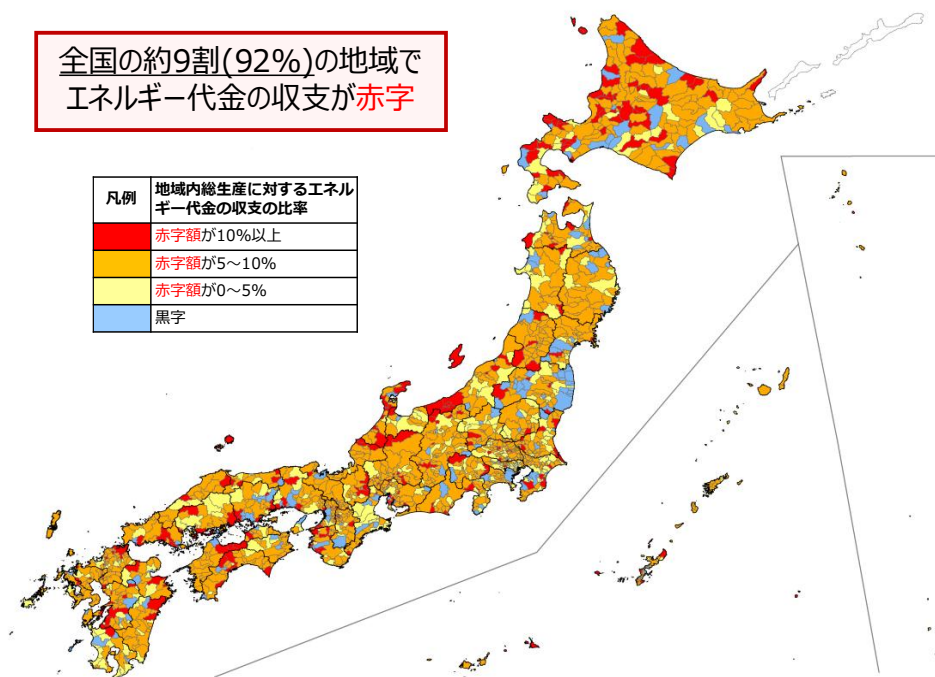 全国の約9割(92%)の地域で
エネルギー代金の収支が赤字
凡例
地域内総生産に対するエネル
ギー代金の収支の比率
赤字額が10%以上
赤字額が5～10%
赤字額が0～5%
黒字